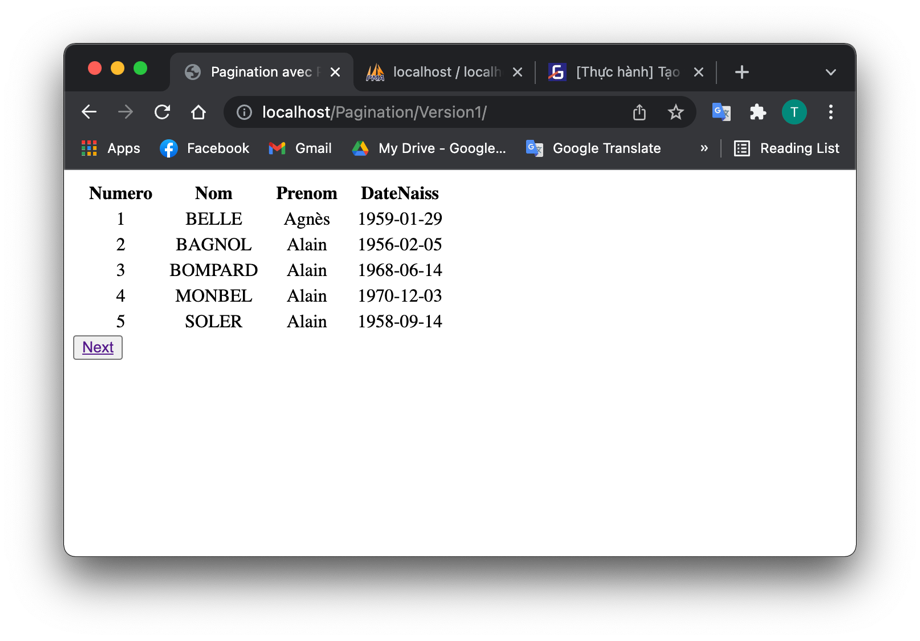 Pagination avec
localhost / localh
[Thực hành] Tạo
localhost/Pagination/Version1/
T
Apps Facebook Gmail My Drive - Google... Google Translate » Reading List
Numero Nom Prenom DateNaiss
1 BELLE Agnès 1959-01-29
2 BAGNOL Alain 1956-02-05
3 BOMPARD Alain 1968-06-14
4 MONBEL Alain 1970-12-03
5 SOLER Alain 1958-09-14
Next